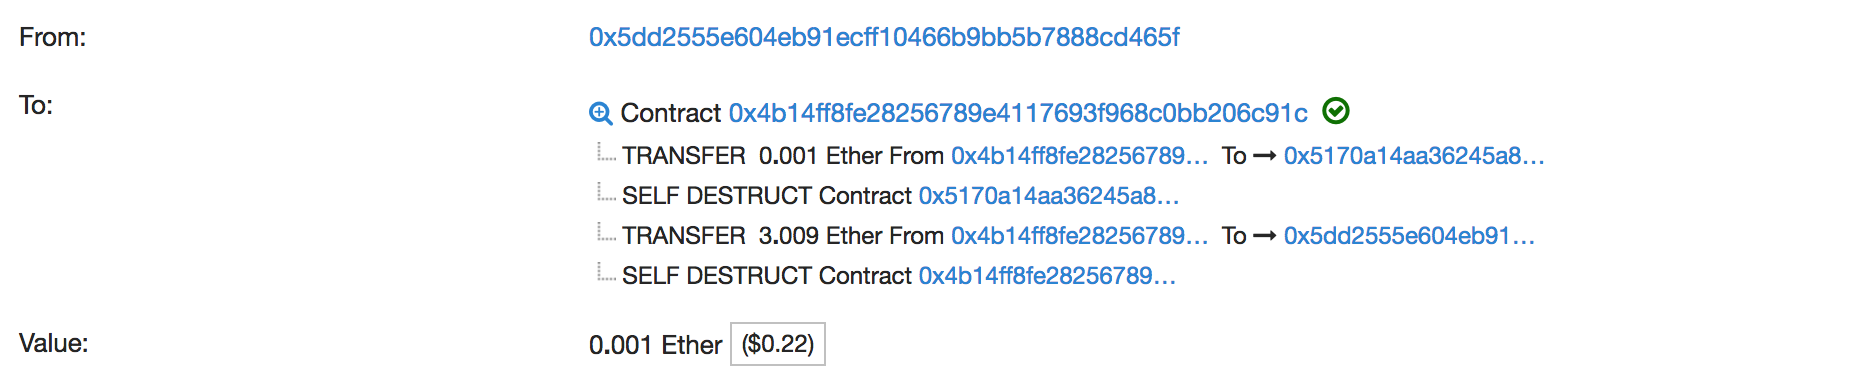 From: 0x5dd2555e604eb91ecff10466b9bb5b7888cd465f
To: Contract 0x4b14ff8fe28256789e4117693f968c0bb206c91c
TRANSFER 0.001 Ether From 0x4b14ff8fe28256789... To → 0x5170a14aa36245a8...
SELF DESTRUCT Contract 0x5170a14aa36245a8...
TRANSFER 3.009 Ether From 0x4b14ff8fe28256789... To → 0x5dd2555e604eb91...
SELF DESTRUCT Contract 0x4b14ff8fe28256789...
Value: 0.001 Ether ($0.22)